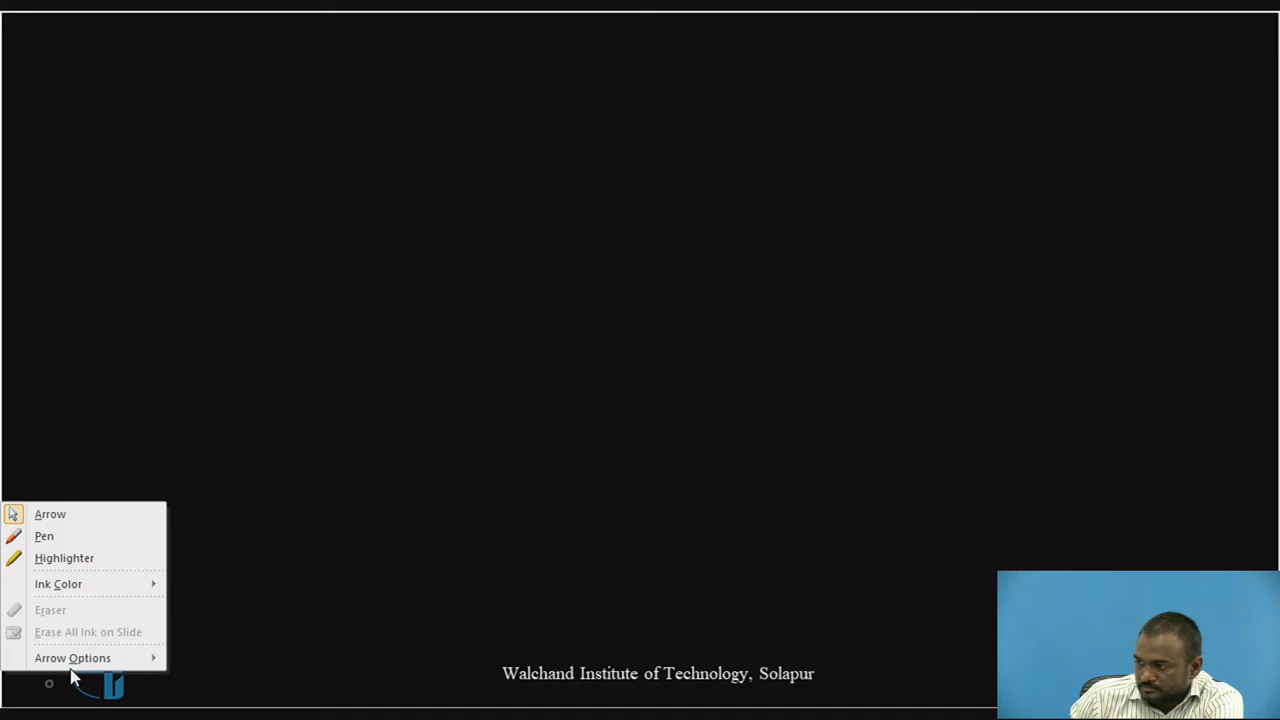 Arrow
Pen
Highlighter
Ink Color
Eraser
Erase All Ink on Slide
Arrow Options
Walchand Institute of Technology, Solapur